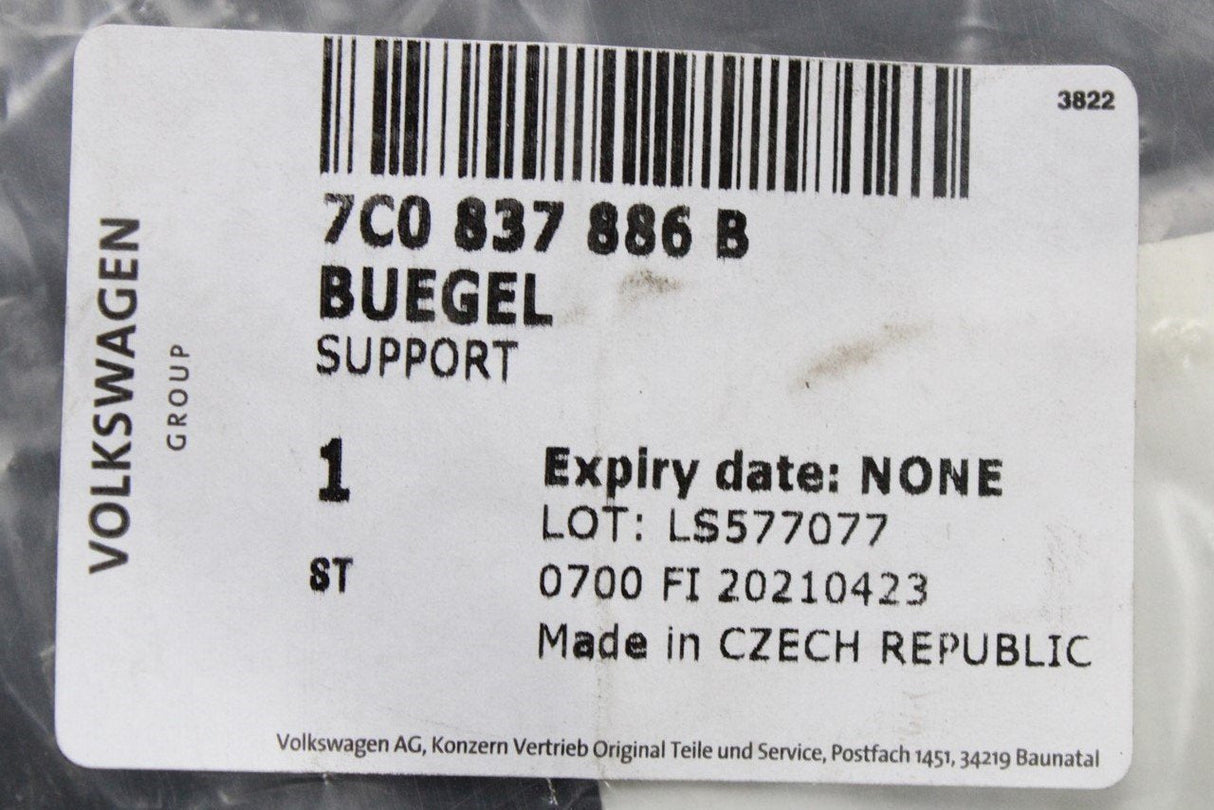 3822
7C0 837 886 B
BUEGEL
SUPPORT
1
ST
Expiry date: NONE
LOT: LS577077
0700 FI 20210423
Made in CZECH REPUBLIC
VOLKSWAGEN
GROUP
Volkswagen AG, Konzern Vertrieb Original Teile und Service, Postfach 1451, 34219 Baunatal